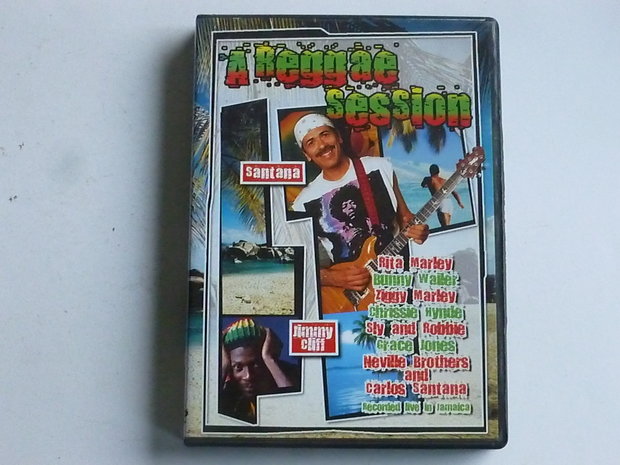 A Reggae
Session
Santana
Rita Marley
Bunny Wailer
Ziggy Marley
Chrissie Hynde
Sly and Robbie
Grace Jones
Neville Brothers
and
Carlos Santana
Recorded live in Jamaica
Jimmy
Cliff